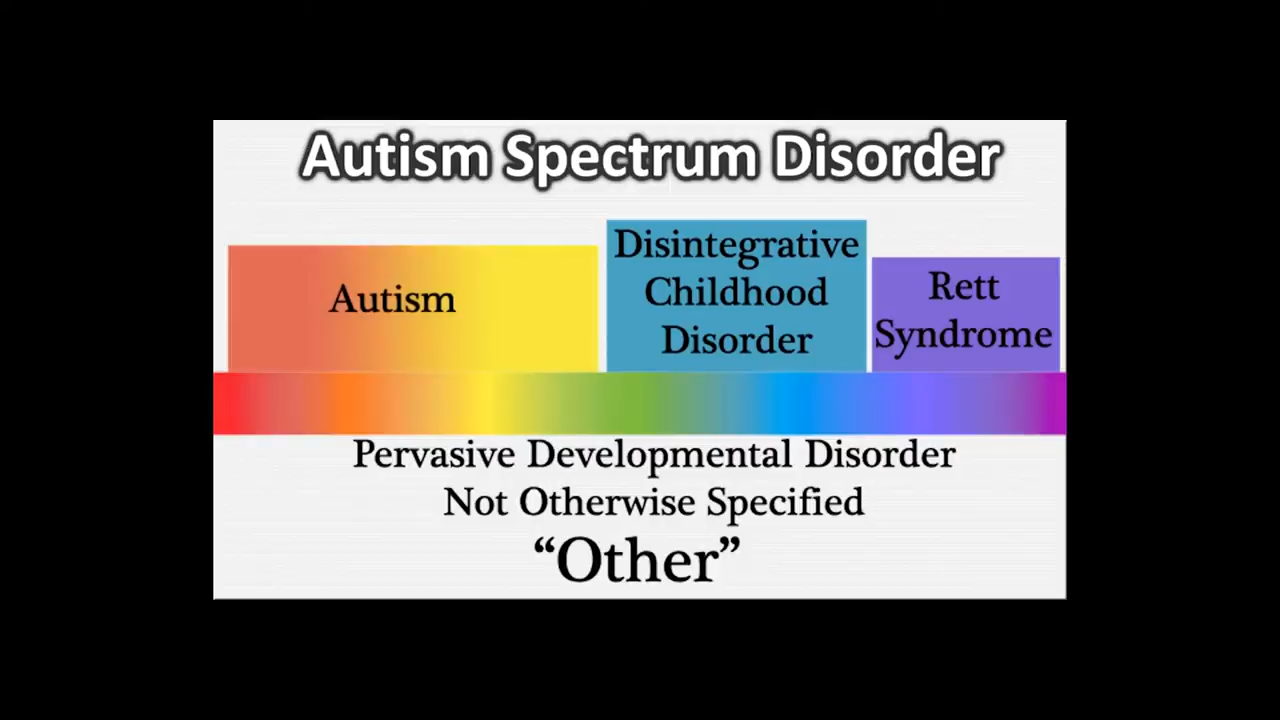 Autism Spectrum Disorder
Autism
Disintegrative
Childhood
Disorder
Rett
Syndrome
Pervasive Developmental Disorder
Not Otherwise Specified
“Other”